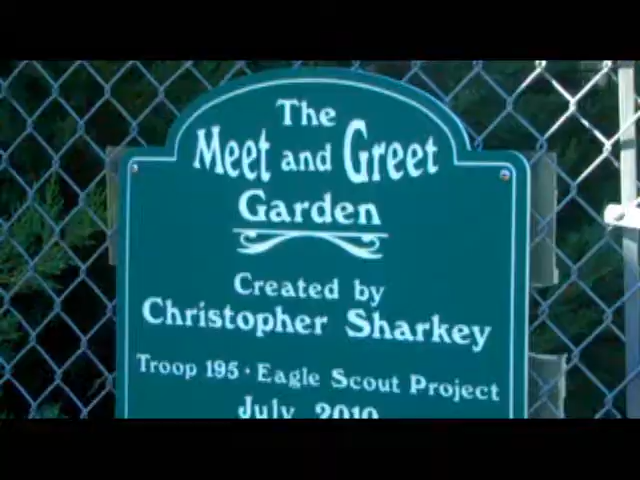 The
Meet and Greet
Garden
Created by
Christopher Sharkey
Troop 195 · Eagle Scout Project
July 2010